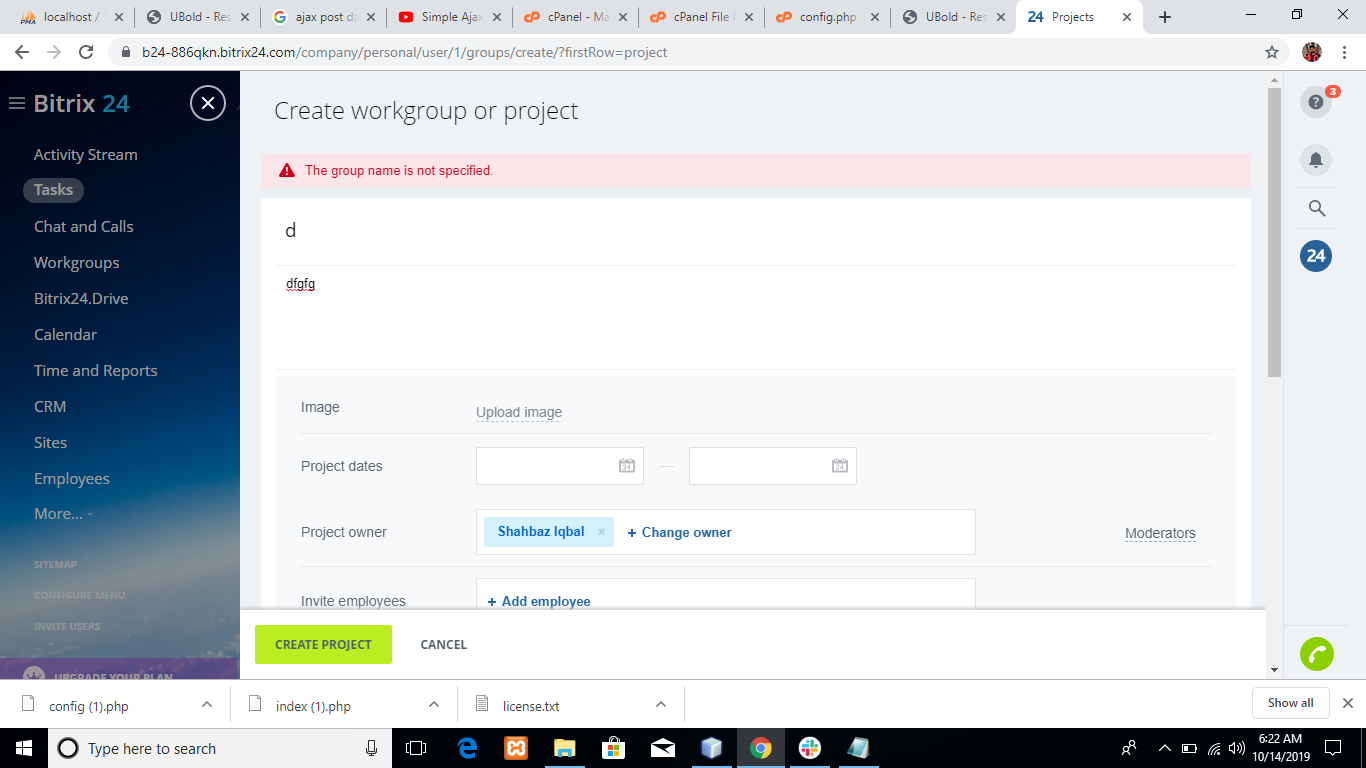 localhost /
UBold - Res
ajax post da
Simple Ajax
cPanel - Ma
cPanel File M
config.php
UBold - Res
24 Projects
b24-886qkn.bitrix24.com/company/personal/user/1/groups/create/?firstRow=project
Bitrix 24
Create workgroup or project
3
Activity Stream
The group name is not specified.
Tasks
d
Chat and Calls
24
Workgroups
dfgfg
Bitrix24.Drive
Calendar
Time and Reports
CRM
Image
Upload image
Sites
Project dates
24
24
Employees
More...
Project owner
Shahbaz Iqbal × + Change owner
Moderators
SITEMAP
CONFIGURE MENU
Invite employees
+ Add employee
INVITE USERS
CREATE PROJECT
CANCEL
UPGRADE YOUR PLAN
config (1).php
index (1).php
license.txt
Show all
Type here to search
6:22 AM
10/14/2019